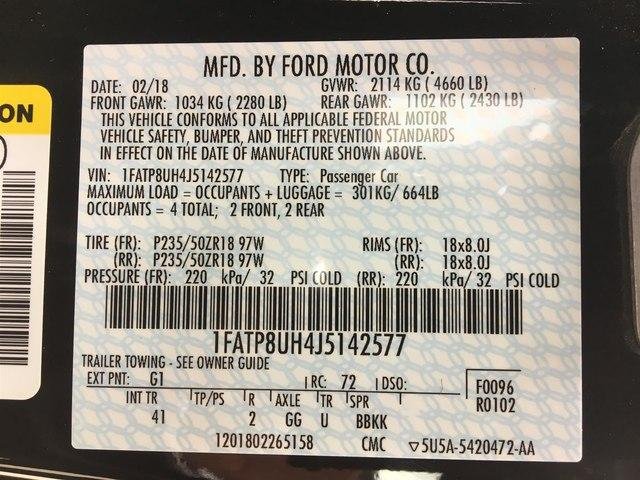 MFD. BY FORD MOTOR CO.
DATE: 02/18 GVWR: 2114 KG ( 4660 LB)
FRONT GAWR: 1034 KG ( 2280 LB) REAR GAWR: 1102 KG ( 2430 LB)
THIS VEHICLE CONFORMS TO ALL APPLICABLE FEDERAL MOTOR
VEHICLE SAFETY, BUMPER, AND THEFT PREVENTION STANDARDS
IN EFFECT ON THE DATE OF MANUFACTURE SHOWN ABOVE.
VIN: 1FATP8UH4J5142577 TYPE: Passenger Car
MAXIMUM LOAD = OCCUPANTS + LUGGAGE = 301KG/ 664LB
OCCUPANTS = 4 TOTAL; 2 FRONT, 2 REAR
TIRE (FR): P235/50ZR18 97W RIMS (FR): 18x8.0J
(RR): P235/50ZR18 97W (RR): 18x8.0J
PRESSURE (FR): 220 kPa/ 32 PSI COLD (RR): 220 kPa/ 32 PSI COLD
1FATP8UH4J5142577
TRAILER TOWING - SEE OWNER GUIDE
EXT PNT: G1 RC: 72 DSO: F0096
INT TR TP/PS R AXLE TR SPR R0102
41 2 GG U BBKK
1201802265158 CMC ▽5U5A-5420472-AA
ON